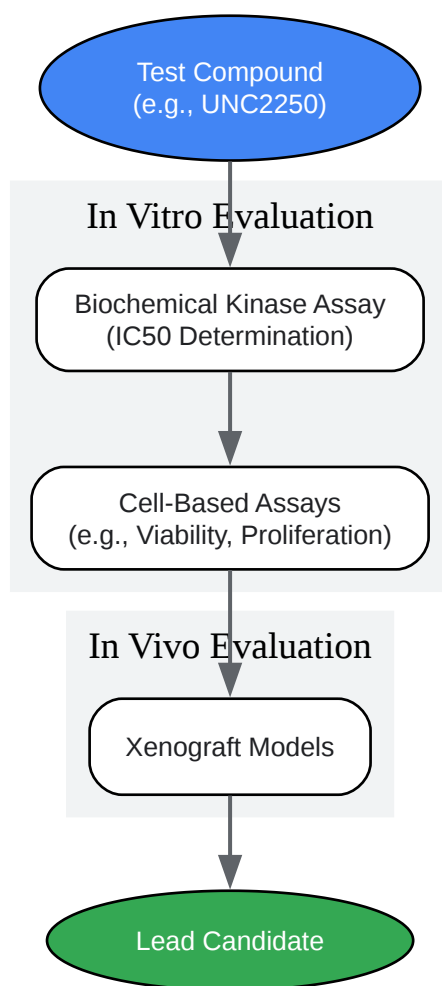 Test Compound
(e.g., UNC2250)
In Vitro Evaluation
Biochemical Kinase Assay
(IC50 Determination)
Cell-Based Assays
(e.g., Viability, Proliferation)
In Vivo Evaluation
Xenograft Models
Lead Candidate